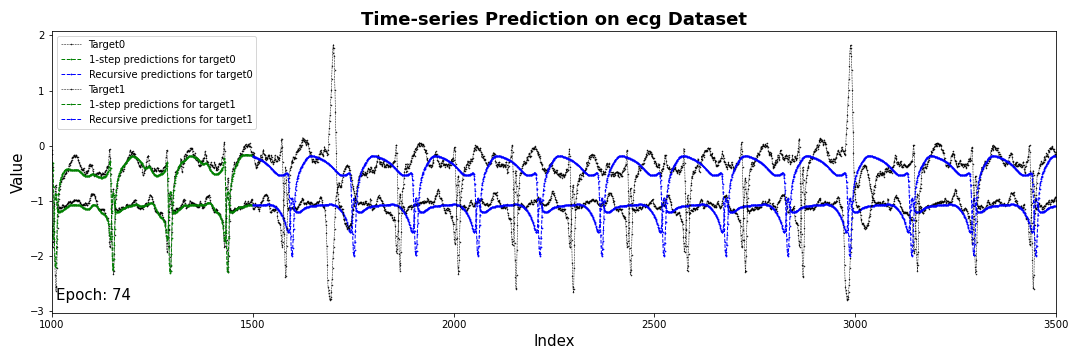 Time-series Prediction on ecg Dataset
Target0
1-step predictions for target0
Recursive predictions for target0
Target1
1-step predictions for target1
Recursive predictions for target1
2
1
0
−1
−2
−3
Value
Epoch: 74
1000 1500 2000 2500 3000 3500
Index